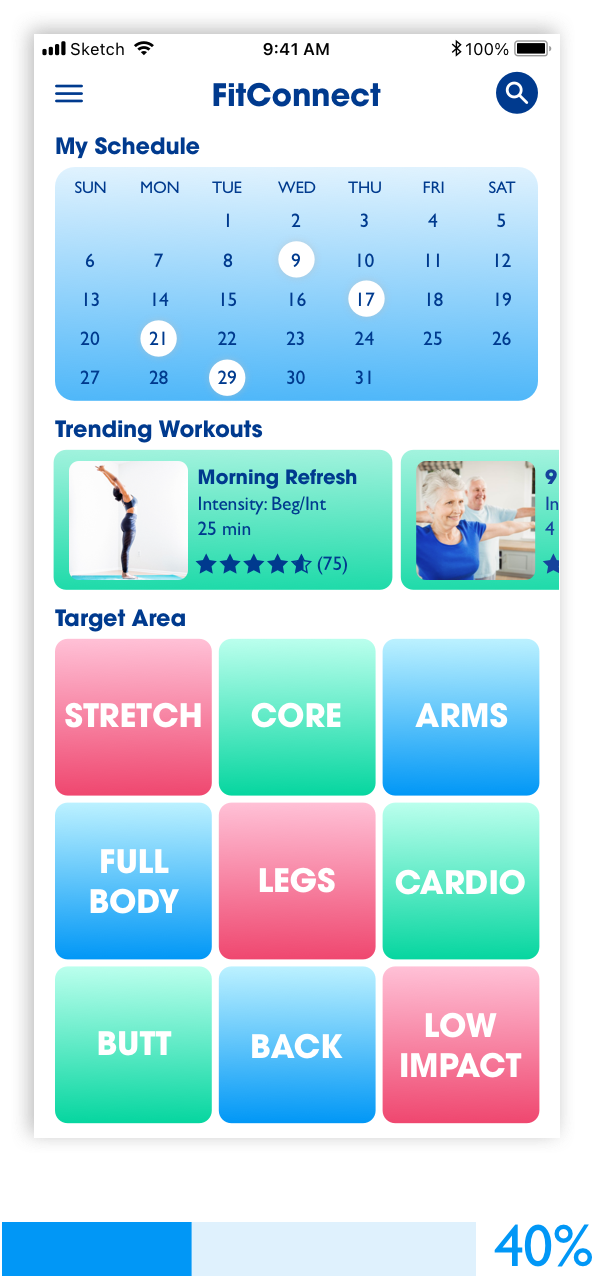 Sketch 9:41 AM 100%
FitConnect
My Schedule
SUN MON TUE WED THU FRI SAT
1 2 3 4 5
6 7 8 9 10 11 12
13 14 15 16 17 18 19
20 21 22 23 24 25 26
27 28 29 30 31
Trending Workouts
Morning Refresh
Intensity: Beg/Int
25 min
(75)
9
In
4
Target Area
STRETCH CORE ARMS
FULL
BODY
LEGS
CARDIO
BUTT
BACK
LOW
IMPACT
40%